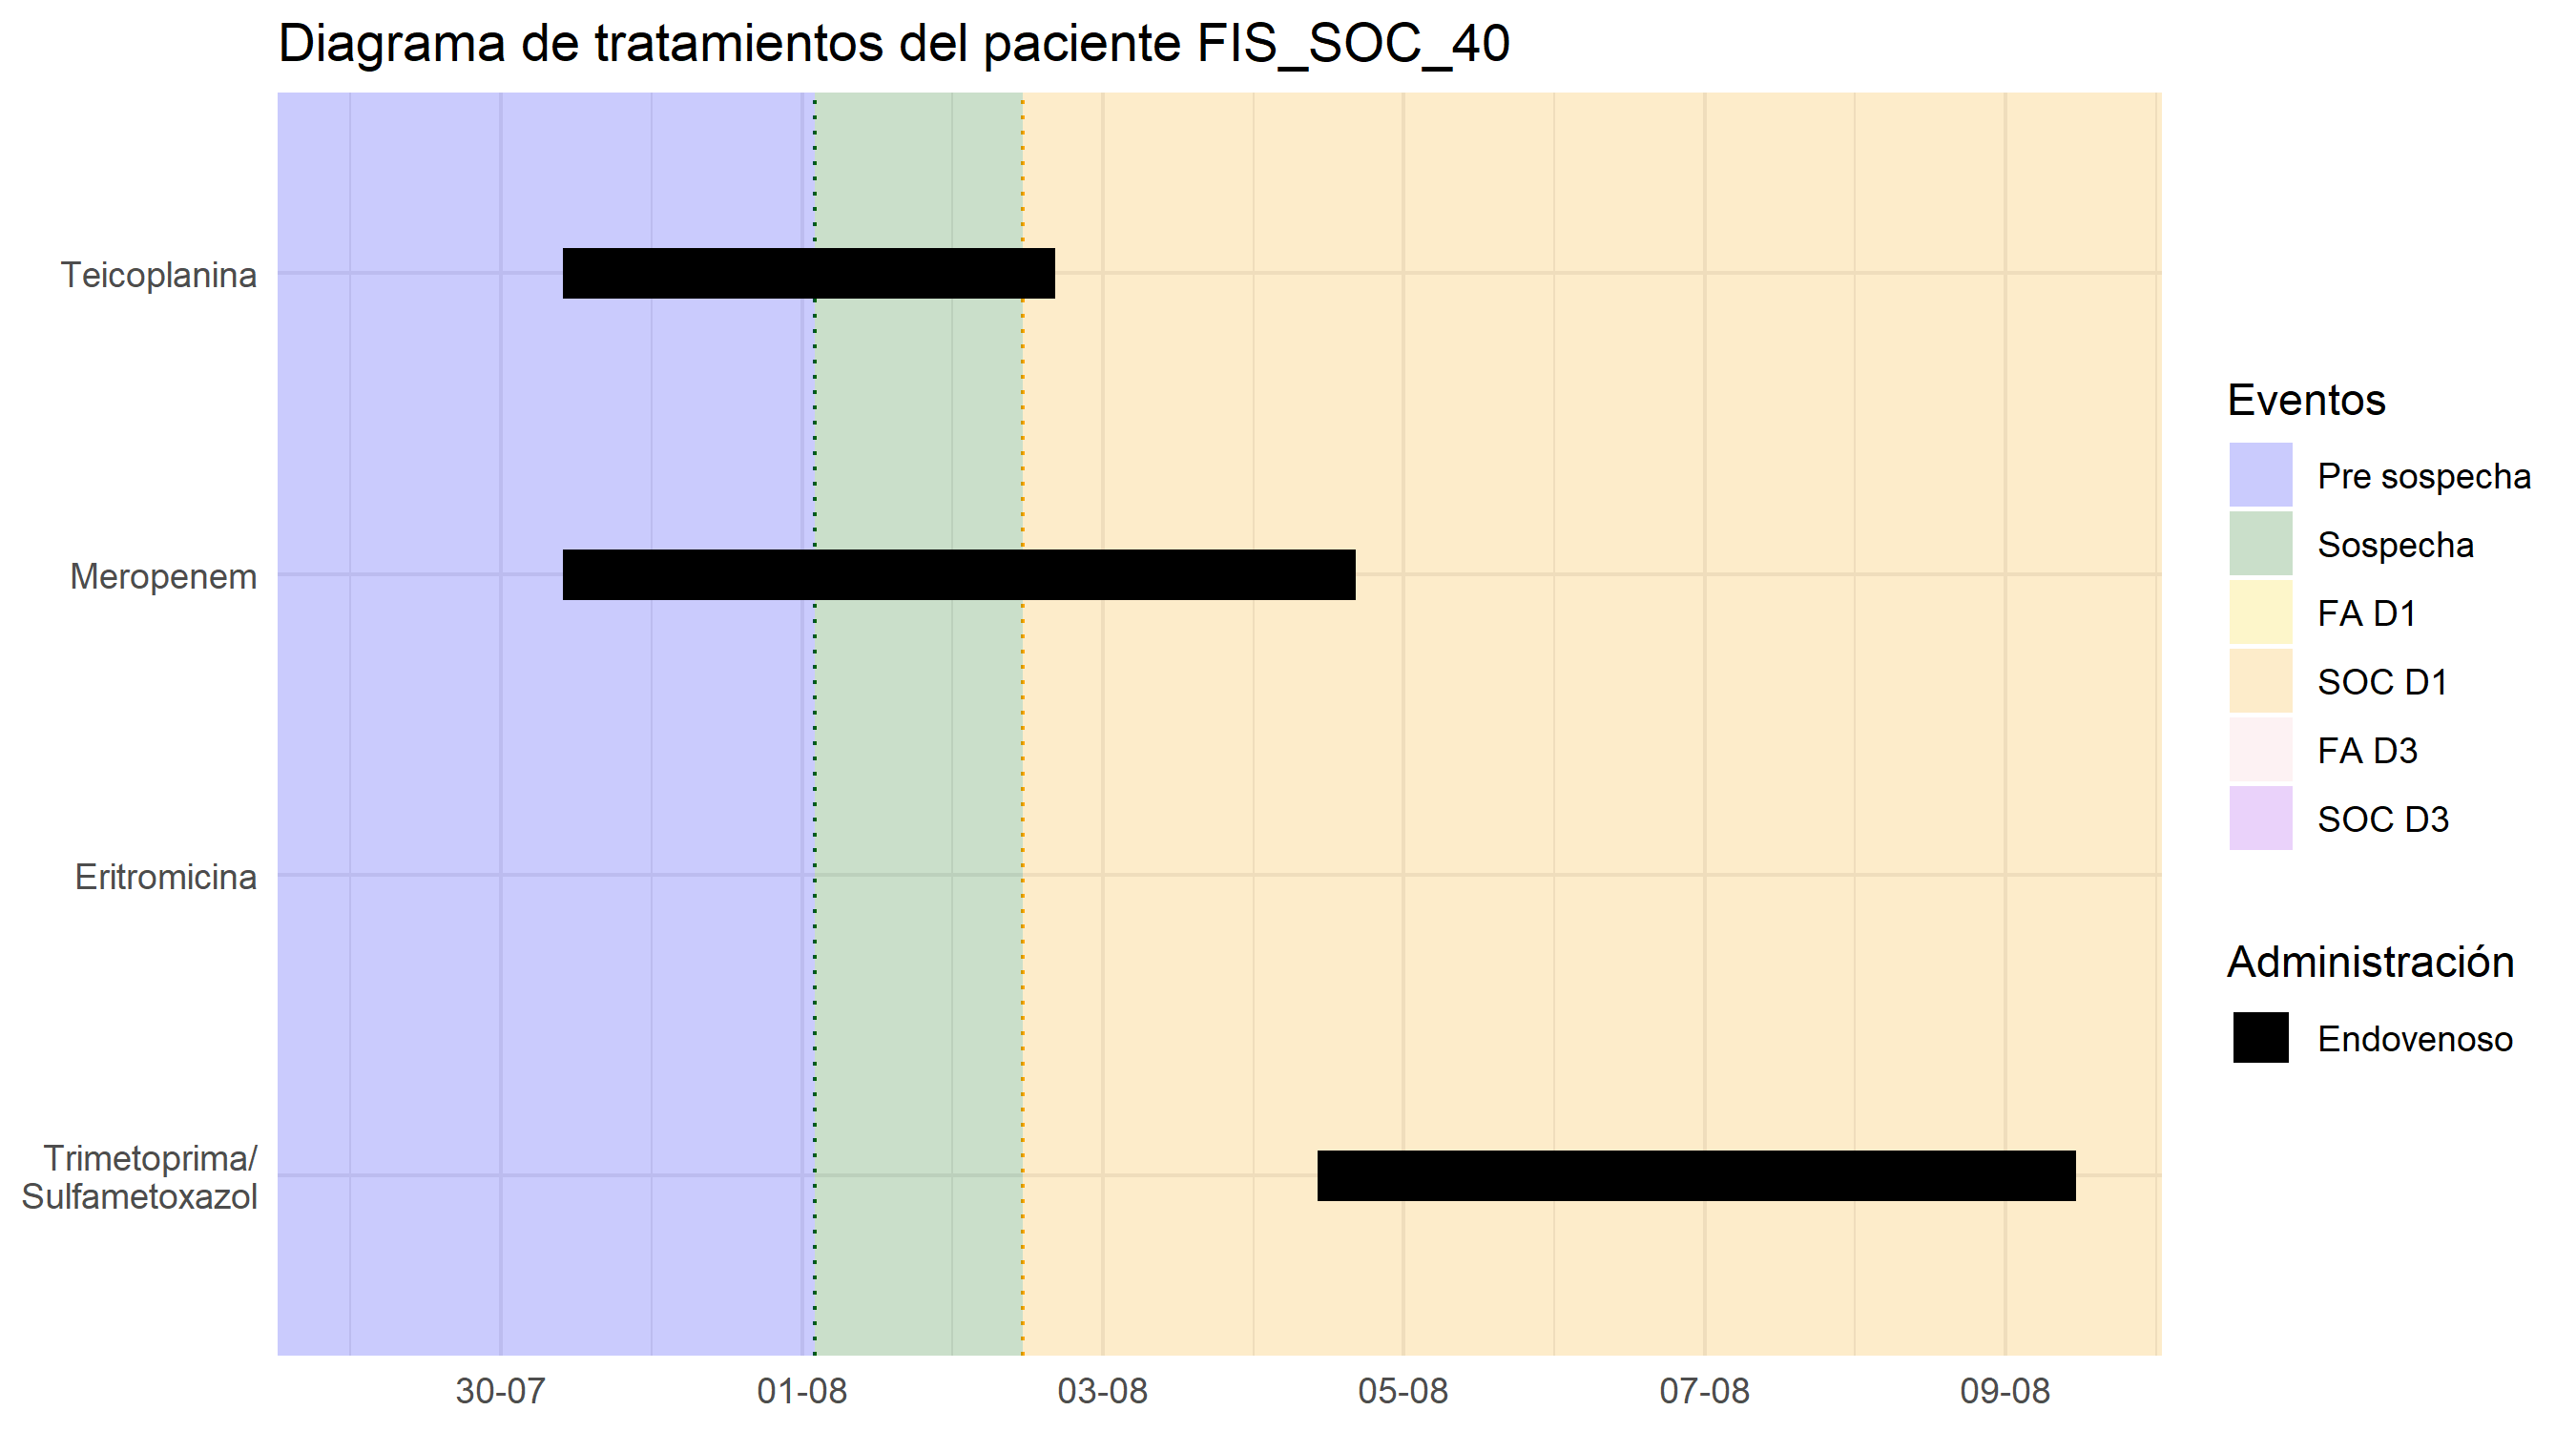 Diagrama de tratamientos del paciente FIS_SOC_40
Teicoplanina
Meropenem
Eritromicina
Trimetoprima/
Sulfametoxazol
30-07
01-08
03-08
05-08
07-08
09-08
Eventos
Pre sospecha
Sospecha
FA D1
SOC D1
FA D3
SOC D3
Administración
Endovenoso